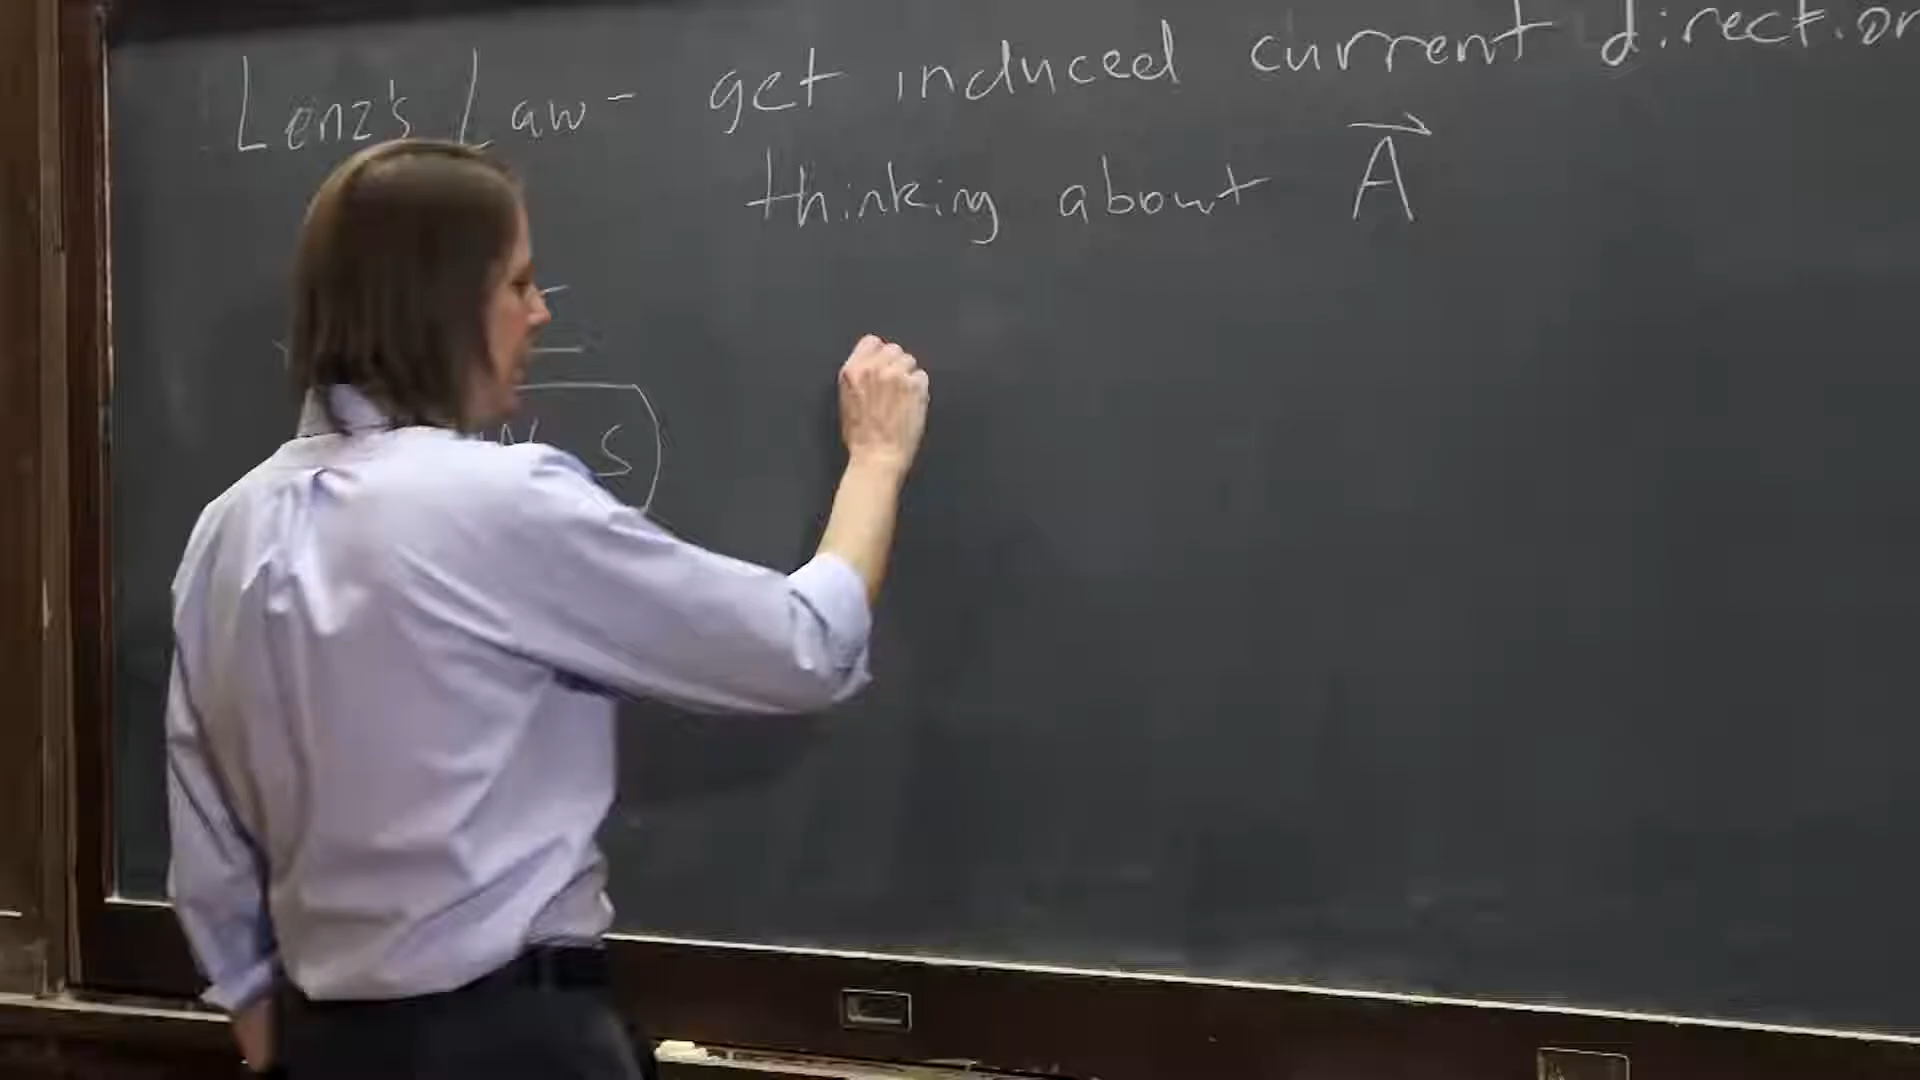 Lenz's Law - get induced current direction
thinking about A
N S